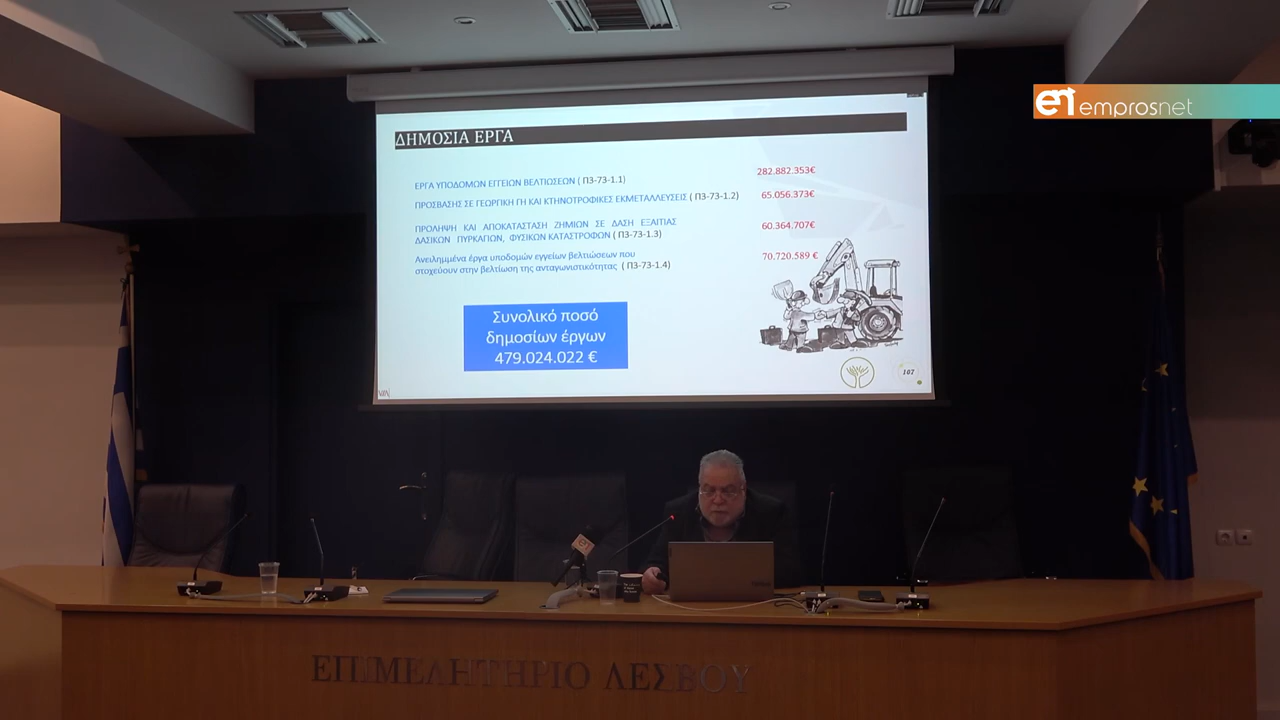 emprosnet
ΔΗΜΟΣΙΑ ΕΡΓΑ
ΕΡΓΑ ΥΠΟΔΟΜΩΝ ΕΓΓΕΙΩΝ ΒΕΛΤΙΩΣΕΩΝ ( Π3-73-1.1) 282.882.353€
ΠΡΟΣΒΑΣΗΣ ΣΕ ΓΕΩΡΓΙΚΗ ΓΗ ΚΑΙ ΚΤΗΝΟΤΡΟΦΙΚΕΣ ΕΚΜΕΤΑΛΛΕΥΣΕΙΣ ( Π3-73-1.2) 65.056.373€
ΠΡΟΛΗΨΗ ΚΑΙ ΑΠΟΚΑΤΑΣΤΑΣΗ ΖΗΜΙΩΝ ΣΕ ΔΑΣΗ ΕΞΑΙΤΙΑΣ 60.364.707€
ΔΑΣΙΚΩΝ ΠΥΡΚΑΓΙΩΝ, ΦΥΣΙΚΩΝ ΚΑΤΑΣΤΡΟΦΩΝ ( Π3-73-1.3)
Ανειλημμένα έργα υποδομών εγγείων βελτιώσεων που 70.720.589 €
στοχεύουν στην βελτίωση της ανταγωνιστικότητας ( Π3-73-1.4)
Συνολικό ποσό
δημοσίων έργων
479.024.022 €
107
ΕΠΙΜΕΛΗΤΗΡΙΟ ΛΕΣΒΟΥ